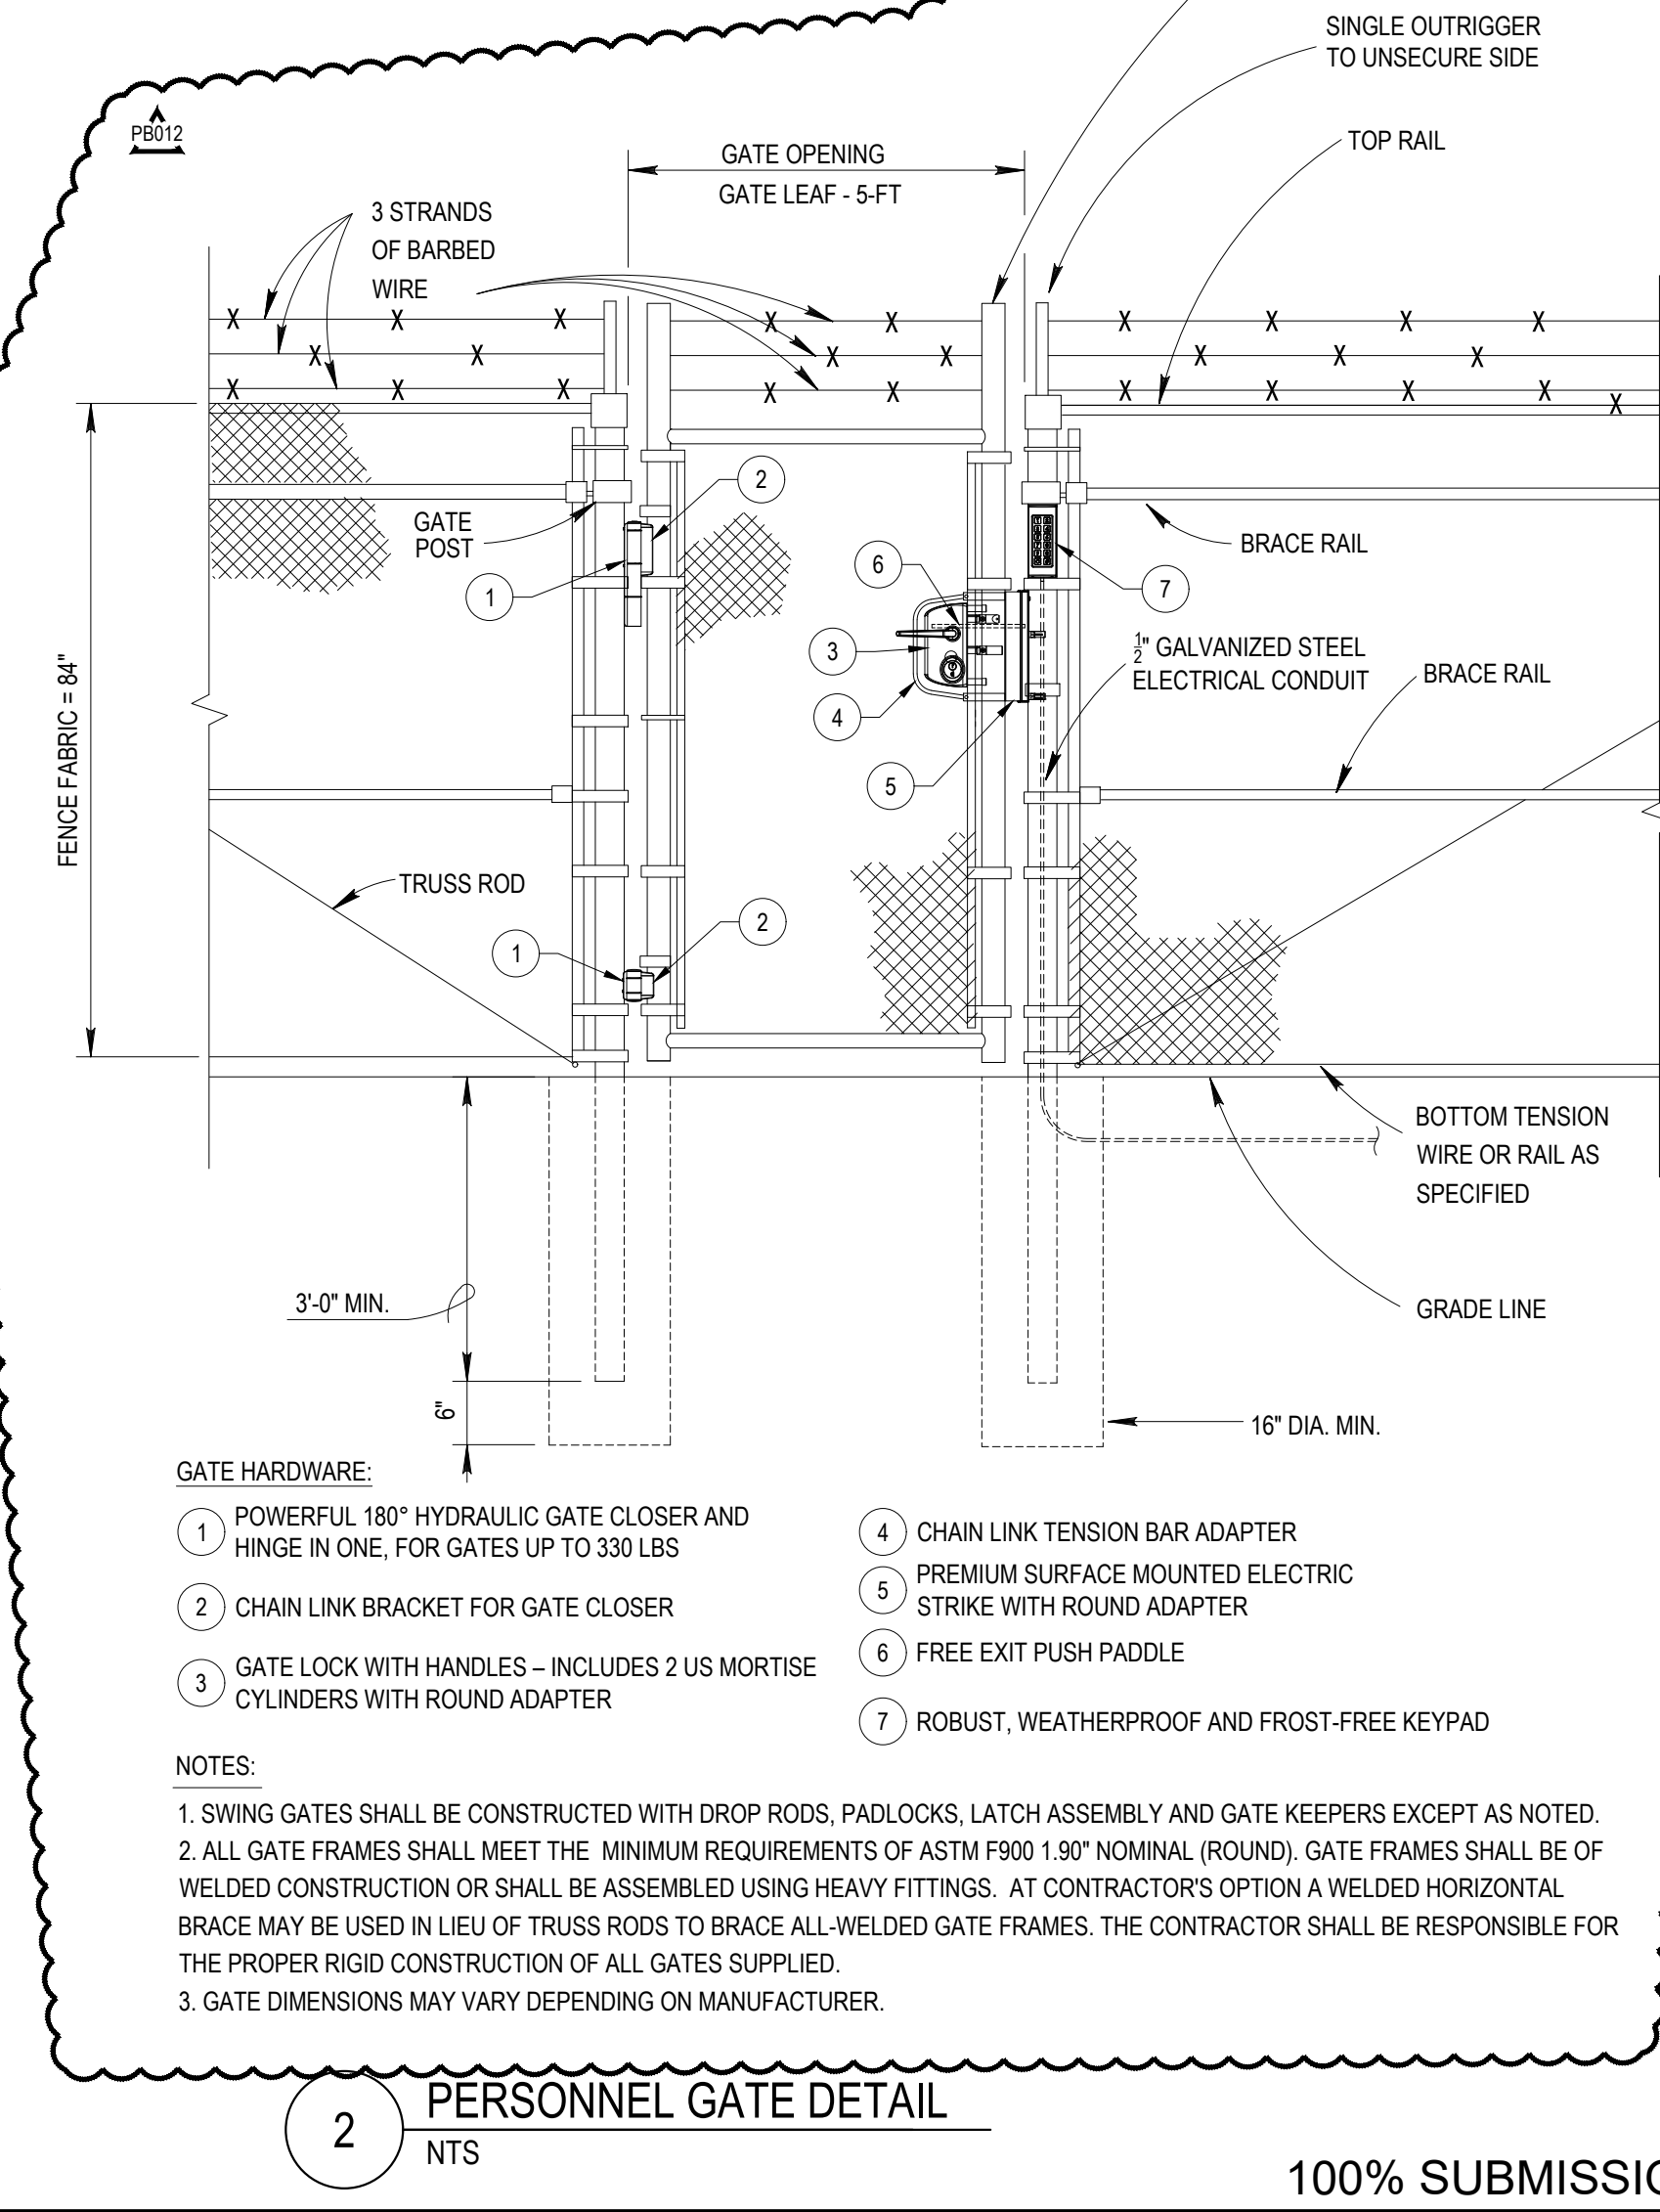 SINGLE OUTRIGGER
TO UNSECURE SIDE
PB012
GATE OPENING
GATE LEAF - 5-FT
TOP RAIL
3 STRANDS
OF BARBED
WIRE
GATE
POST
2
1
6
3
4
5
7
BRACE RAIL
1/2" GALVANIZED STEEL
ELECTRICAL CONDUIT
BRACE RAIL
FENCE FABRIC = 84"
TRUSS ROD
2
1
BOTTOM TENSION
WIRE OR RAIL AS
SPECIFIED
3'-0" MIN.
GRADE LINE
6"
16" DIA. MIN.
GATE HARDWARE:
1 POWERFUL 180° HYDRAULIC GATE CLOSER AND
HINGE IN ONE, FOR GATES UP TO 330 LBS
2 CHAIN LINK BRACKET FOR GATE CLOSER
3 GATE LOCK WITH HANDLES – INCLUDES 2 US MORTISE
CYLINDERS WITH ROUND ADAPTER
4 CHAIN LINK TENSION BAR ADAPTER
5 PREMIUM SURFACE MOUNTED ELECTRIC
STRIKE WITH ROUND ADAPTER
6 FREE EXIT PUSH PADDLE
7 ROBUST, WEATHERPROOF AND FROST-FREE KEYPAD
NOTES:
1. SWING GATES SHALL BE CONSTRUCTED WITH DROP RODS, PADLOCKS, LATCH ASSEMBLY AND GATE KEEPERS EXCEPT AS NOTED.
2. ALL GATE FRAMES SHALL MEET THE MINIMUM REQUIREMENTS OF ASTM F900 1.90" NOMINAL (ROUND). GATE FRAMES SHALL BE OF
WELDED CONSTRUCTION OR SHALL BE ASSEMBLED USING HEAVY FITTINGS. AT CONTRACTOR'S OPTION A WELDED HORIZONTAL
BRACE MAY BE USED IN LIEU OF TRUSS RODS TO BRACE ALL-WELDED GATE FRAMES. THE CONTRACTOR SHALL BE RESPONSIBLE FOR
THE PROPER RIGID CONSTRUCTION OF ALL GATES SUPPLIED.
3. GATE DIMENSIONS MAY VARY DEPENDING ON MANUFACTURER.
2 PERSONNEL GATE DETAIL
NTS
100% SUBMISSIO